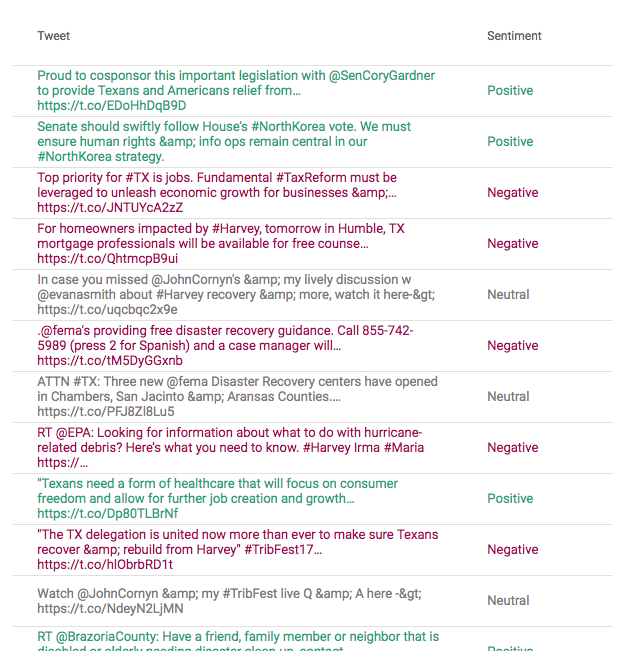 Tweet Sentiment
Proud to cosponsor this important legislation with @SenCoryGardner
to provide Texans and Americans relief from…
https://t.co/EDoHhDqB9D
Positive
Senate should swiftly follow House's #NorthKorea vote. We must
ensure human rights &amp; info ops remain central in our
#NorthKorea strategy.
Positive
Top priority for #TX is jobs. Fundamental #TaxReform must be
leveraged to unleash economic growth for businesses &amp;…
https://t.co/JNTUYcA2zZ
Negative
For homeowners impacted by #Harvey, tomorrow in Humble, TX
mortgage professionals will be available for free counse…
https://t.co/QhtmcpB9ui
Negative
In case you missed @JohnCornyn's &amp; my lively discussion w
@evanasmith about #Harvey recovery &amp; more, watch it here-&gt;
https://t.co/uqcbqc2x9e
Neutral
.@fema's providing free disaster recovery guidance. Call 855-742-
5989 (press 2 for Spanish) and a case manager will…
https://t.co/tM5DyGGxnb
Negative
ATTN #TX: Three new @fema Disaster Recovery centers have opened
in Chambers, San Jacinto &amp; Aransas Counties.…
https://t.co/PFJ8Zl8Lu5
Neutral
RT @EPA: Looking for information about what to do with hurricane-
related debris? Here's what you need to know. #Harvey Irma #Maria
https://…
Negative
"Texans need a form of healthcare that will focus on consumer
freedom and allow for further job creation and growth…
https://t.co/Dp80TLBrNf
Positive
"The TX delegation is united now more than ever to make sure Texans
recover &amp; rebuild from Harvey" #TribFest17…
https://t.co/hlObrbRD1t
Negative
Watch @JohnCornyn &amp; my #TribFest live Q &amp; A here -&gt;
https://t.co/NdeyN2LjMN
Neutral
RT @BrazoriaCounty: Have a friend, family member or neighbor that is
disabled or elderly needing disaster clean up, contact
Positive